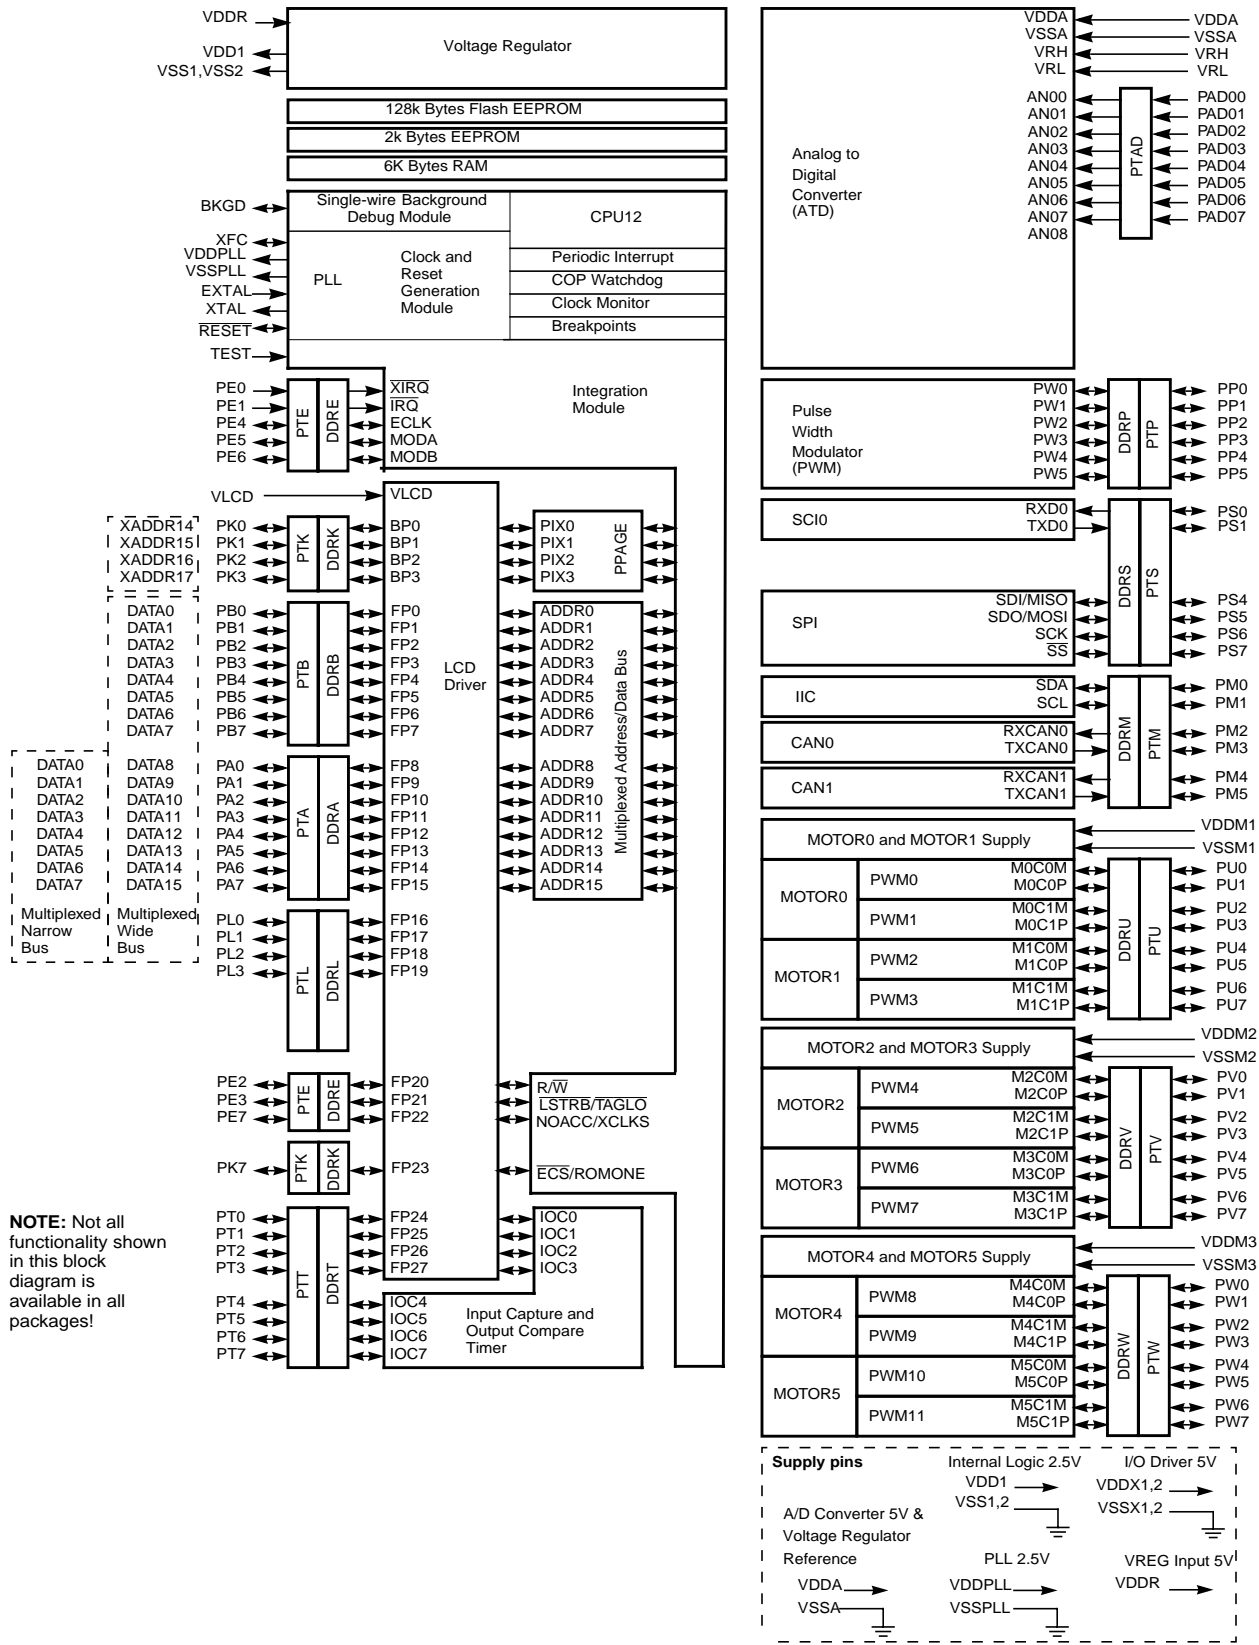 VDDR
VDD1
VSS1,VSS2
Voltage Regulator
128k Bytes Flash EEPROM
2k Bytes EEPROM
6K Bytes RAM
BKGD
XFC
VDDPLL
VSSPLL
EXTAL
XTAL
RESET
TEST
Single-wire Background
Debug Module
CPU12
PLL
Clock and
Reset
Generation
Module
Periodic Interrupt
COP Watchdog
Clock Monitor
Breakpoints
Integration
Module
PE0
PE1
PE4
PE5
PE6
PTE
DDRE
XIRQ
IRQ
ECLK
MODA
MODB
VLCD
VLCD
LCD
Driver
XADDR14 PK0 BP0 PIX0
XADDR15 PK1 BP1 PIX1
XADDR16 PK2 BP2 PIX2
XADDR17 PK3 BP3 PIX3
PTK
DDRK
PPAGE
DATA0 PB0 FP0 ADDR0
DATA1 PB1 FP1 ADDR1
DATA2 PB2 FP2 ADDR2
DATA3 PB3 FP3 ADDR3
DATA4 PB4 FP4 ADDR4
DATA5 PB5 FP5 ADDR5
DATA6 PB6 FP6 ADDR6
DATA7 PB7 FP7 ADDR7
PTB
DDRB
Multiplexed Address/Data Bus
DATA0 DATA8 PA0 FP8 ADDR8
DATA1 DATA9 PA1 FP9 ADDR9
DATA2 DATA10 PA2 FP10 ADDR10
DATA3 DATA11 PA3 FP11 ADDR11
DATA4 DATA12 PA4 FP12 ADDR12
DATA5 DATA13 PA5 FP13 ADDR13
DATA6 DATA14 PA6 FP14 ADDR14
DATA7 DATA15 PA7 FP15 ADDR15
PTA
DDRA
Multiplexed
Narrow
Bus
Multiplexed
Wide
Bus
PL0 FP16
PL1 FP17
PL2 FP18
PL3 FP19
PTL
DDRL
PE2 FP20 R/W
PE3 FP21 LSTRB/TAGLO
PE7 FP22 NOACC/XCLKS
PTE
DDRE
PK7 FP23 ECS/ROMONE
PTK
DDRK
PT0 FP24 IOC0
PT1 FP25 IOC1
PT2 FP26 IOC2
PT3 FP27 IOC3
PT4 IOC4
PT5 IOC5
PT6 IOC6
PT7 IOC7
PTT
DDRT
Input Capture and
Output Compare
Timer
NOTE: Not all
functionality shown
in this block
diagram is
available in all
packages!
Analog to
Digital
Converter
(ATD)
VDDA VDDA
VSSA VSSA
VRH VRH
VRL VRL
AN00 PAD00
AN01 PAD01
AN02 PAD02
AN03 PAD03
AN04 PAD04
AN05 PAD05
AN06 PAD06
AN07 PAD07
AN08
PTAD
Pulse
Width
Modulator
(PWM)
PW0 PP0
PW1 PP1
PW2 PP2
PW3 PP3
PW4 PP4
PW5 PP5
DDRP
PTP
SCI0
RXD0 PS0
TXD0 PS1
DDRS
PTS
SPI
SDI/MISO PS4
SDO/MOSI PS5
SCK PS6
SS PS7
IIC
SDA PM0
SCL PM1
CAN0
RXCAN0 PM2
TXCAN0 PM3
CAN1
RXCAN1 PM4
TXCAN1 PM5
DDRM
PTM
MOTOR0 and MOTOR1 Supply
VDDM1
VSSM1
MOTOR0
PWM0
M0C0M PU0
M0C0P PU1
PWM1
M0C1M PU2
M0C1P PU3
MOTOR1
PWM2
M1C0M PU4
M1C0P PU5
PWM3
M1C1M PU6
M1C1P PU7
DDRU
PTU
MOTOR2 and MOTOR3 Supply
VDDM2
VSSM2
MOTOR2
PWM4
M2C0M PV0
M2C0P PV1
PWM5
M2C1M PV2
M2C1P PV3
MOTOR3
PWM6
M3C0M PV4
M3C0P PV5
PWM7
M3C1M PV6
M3C1P PV7
DDRV
PTV
MOTOR4 and MOTOR5 Supply
VDDM3
VSSM3
MOTOR4
PWM8
M4C0M PW0
M4C0P PW1
PWM9
M4C1M PW2
M4C1P PW3
MOTOR5
PWM10
M5C0M PW4
M5C0P PW5
PWM11
M5C1M PW6
M5C1P PW7
DDRW
PTW
Supply pins
Internal Logic 2.5V
VDD1
VSS1,2
I/O Driver 5V
VDDX1,2
VSSX1,2
A/D Converter 5V &
Voltage Regulator
Reference
VDDA
VSSA
PLL 2.5V
VDDPLL
VSSPLL
VREG Input 5V
VDDR